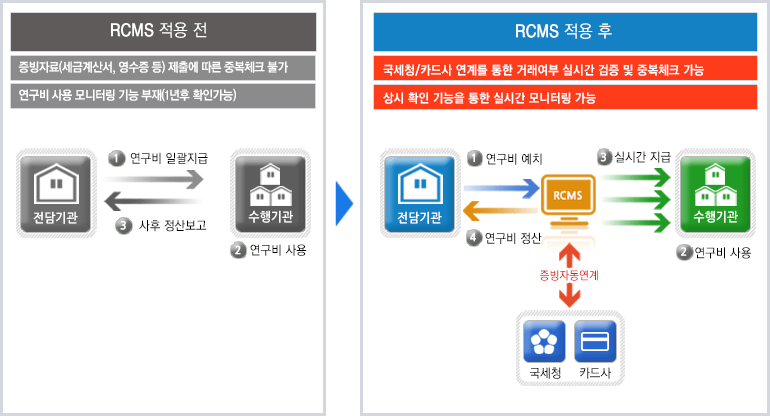 RCMS 적용 전
증빙자료(세금계산서, 영수증 등) 제출에 따른 중복체크 불가
연구비 사용 모니터링 기능 부재(1년후 확인가능)
전담기관
1 연구비 일괄지급
3 사후 정산보고
수행기관
2 연구비 사용
RCMS 적용 후
국세청/카드사 연계를 통한 거래여부 실시간 검증 및 중복체크 가능
상시 확인 기능을 통한 실시간 모니터링 가능
전담기관
1 연구비 예치
4 연구비 정산
RCMS
3 실시간 지급
수행기관
2 연구비 사용
증빙자동연계
국세청
카드사